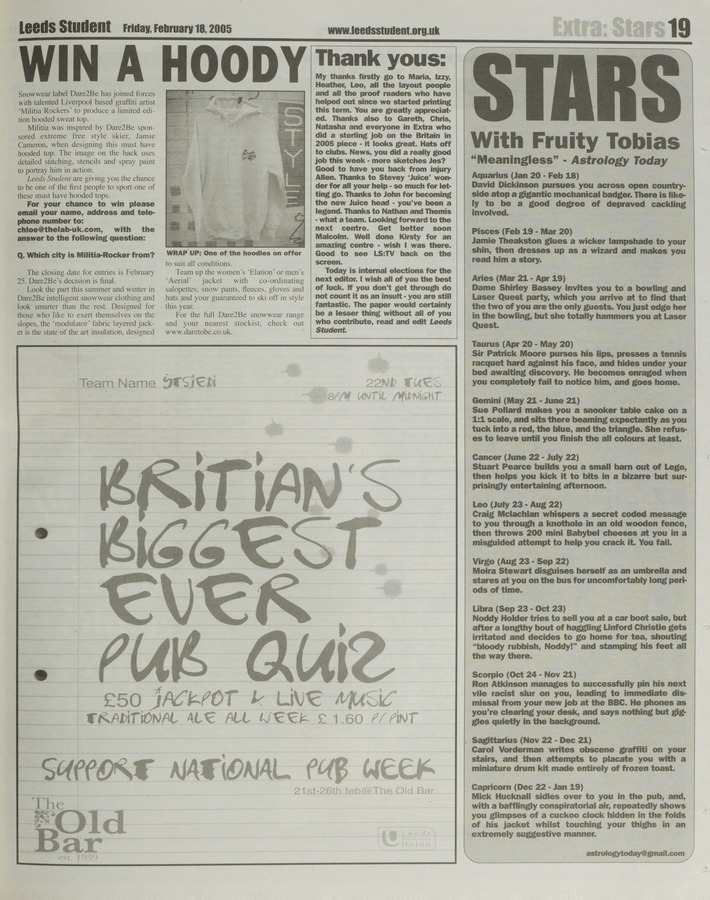 Leeds Student Friday, February 18, 2005
www.leedsstudent.org.uk
Extra: Stars 19
WIN A HOODY
Snowwear label Dare2Be has joined forces
with talented Liverpool based graffiti artist
'Militia Rockers' to produce a limited edi-
tion hooded sweat top.
Militia was inspired by Dare2Be spon-
sored extreme free style skier, Jamie
Cameron, when designing this must have
hooded top. The image on the back uses
detailed stitching, stencils and spray paint
to portray him in action.
Leeds Student are giving you the chance
to be one of the first people to sport one of
these must have hooded tops.
For your chance to win please
email your name, address and tele-
phone number to:
chloe@thelab-uk.com, with the
answer to the following question:
Q. Which city is Militia-Rocker from?
The closing date for entries is February
25. Dare2Be's decision is final.
Look the part this summer and winter in
Dare2Be intelligent snowwear clothing and
look smarter than the rest. Designed for
those who like to exert themselves on the
slopes, the 'modulator' fabric layered jack-
et is the state of the art insulation, designed
STYLE
WRAP UP: One of the hoodies on offer
to suit all conditions.
Team up the women's 'Elation' or men's
'Aerial' jacket with co-ordinating
salopettes, snow pants, fleeces, gloves and
hats and your guaranteed to ski off in style
this year.
For the full Dare2Be snowwear range
and your nearest stockist, check out
www.daretobe.co.uk.
Thank yous:
My thanks firstly go to Maria, Izzy,
Heather, Leo, all the layout people
and all the proof readers who have
helped out since we started printing
this term. You are greatly appreciat-
ed. Thanks also to Gareth, Chris,
Natasha and everyone in Extra who
did a sterling job on the Britain in
2005 piece - it looks great. Hats off
to clubs. News, you did a really good
job this week - more sketches Jes?
Good to have you back from injury
Allen. Thanks to Stevey 'Juice' won-
der for all your help - so much for let-
ting go. Thanks to John for becoming
the new Juice head - you've been a
legend. Thanks to Nathan and Themis
- what a team. Looking forward to the
next centre. Get better soon
Malcolm. Well done Kirsty for an
amazing centre - wish I was there.
Good to see LS:TV back on the
screen.
Today is internal elections for the
next editor. I wish all of you the best
of luck. If you don't get through do
not count it as an insult - you are still
fantastic. The paper would certainly
be a lesser thing without all of you
who contribute, read and edit Leeds
Student.
STARS
With Fruity Tobias
"Meaningless" - Astrology Today
Aquarius (Jan 20 - Feb 18)
David Dickinson pursues you across open country-
side atop a gigantic mechanical badger. There is like-
ly to be a good degree of depraved cackling
involved.
Pisces (Feb 19 - Mar 20)
Jamie Theakston glues a wicker lampshade to your
shin, then dresses up as a wizard and makes you
read him a story.
Aries (Mar 21 - Apr 19)
Dame Shirley Bassey invites you to a bowling and
Laser Quest party, which you arrive at to find that
the two of you are the only guests. You just edge her
in the bowling, but she totally hammers you at Laser
Quest.
Taurus (Apr 20 - May 20)
Sir Patrick Moore purses his lips, presses a tennis
racquet hard against his face, and hides under your
bed awaiting discovery. He becomes enraged when
you completely fail to notice him, and goes home.
Gemini (May 21 - June 21)
Sue Pollard makes you a snooker table cake on a
1:1 scale, and sits there beaming expectantly as you
tuck into a red, the blue, and the triangle. She refus-
es to leave until you finish the all colours at least.
Cancer (June 22 - July 22)
Stuart Pearce builds you a small barn out of Lego,
then helps you kick it to bits in a bizarre but sur-
prisingly entertaining afternoon.
Leo (July 23 - Aug 22)
Craig Mclachlan whispers a secret coded message
to you through a knothole in an old wooden fence,
then throws 200 mini Babybel cheeses at you in a
misguided attempt to help you crack it. You fail.
Virgo (Aug 23 - Sep 22)
Moira Stewart disguises herself as an umbrella and
stares at you on the bus for uncomfortably long peri-
ods of time.
Libra (Sep 23 - Oct 23)
Noddy Holder tries to sell you at a car boot sale, but
after a lengthy bout of haggling Linford Christie gets
irritated and decides to go home for tea, shouting
"bloody rubbish, Noddy!" and stamping his feet all
the way there.
Scorpio (Oct 24 - Nov 21)
Ron Atkinson manages to successfully pin his next
vile racist slur on you, leading to immediate dis-
missal from your new job at the BBC. He phones as
you're clearing your desk, and says nothing but gig-
gles quietly in the background.
Sagittarius (Nov 22 - Dec 21)
Carol Vorderman writes obscene graffiti on your
stairs, and then attempts to placate you with a
miniature drum kit made entirely of frozen toast.
Capricorn (Dec 22 - Jan 19)
Mick Hucknall sidles over to you in the pub, and,
with a bafflingly conspiratorial air, repeatedly shows
you glimpses of a cuckoo clock hidden in the folds
of his jacket whilst touching your thighs in an
extremely suggestive manner.
astrologytoday@gmail.com
Team Name
22ND TUES
8PM UNTIL MIDNIGHT
BRITIAN'S
BIGGEST
EVER
PUB QUIZ
£50 JACKPOT & LIVE MUSIC
TRADITIONAL ALE ALL WEEK £1.60 P/PINT
SUPPORT NATIONAL PUB WEEK
21st-26th feb@The Old Bar
The
Old
Bar
est. 1939
Leeds
University
Union